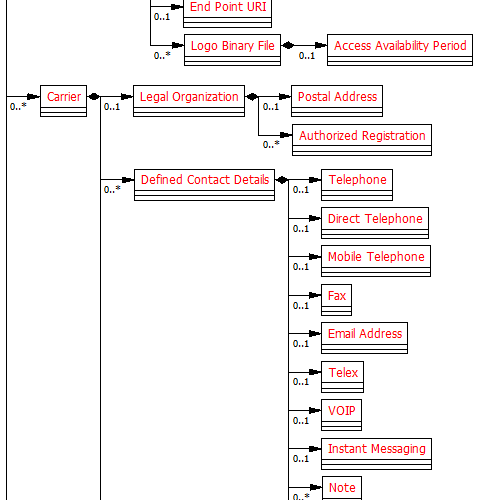 End Point URI
0..1
Logo Binary File
Access Availability Period
0..*
0..1
Carrier
Legal Organization
Postal Address
0..*
0..1
0..1
Authorized Registration
0..*
Defined Contact Details
Telephone
0..*
0..1
Direct Telephone
0..1
Mobile Telephone
0..1
Fax
0..1
Email Address
0..1
Telex
0..1
VOIP
0..1
Instant Messaging
0..1
Note
0..*